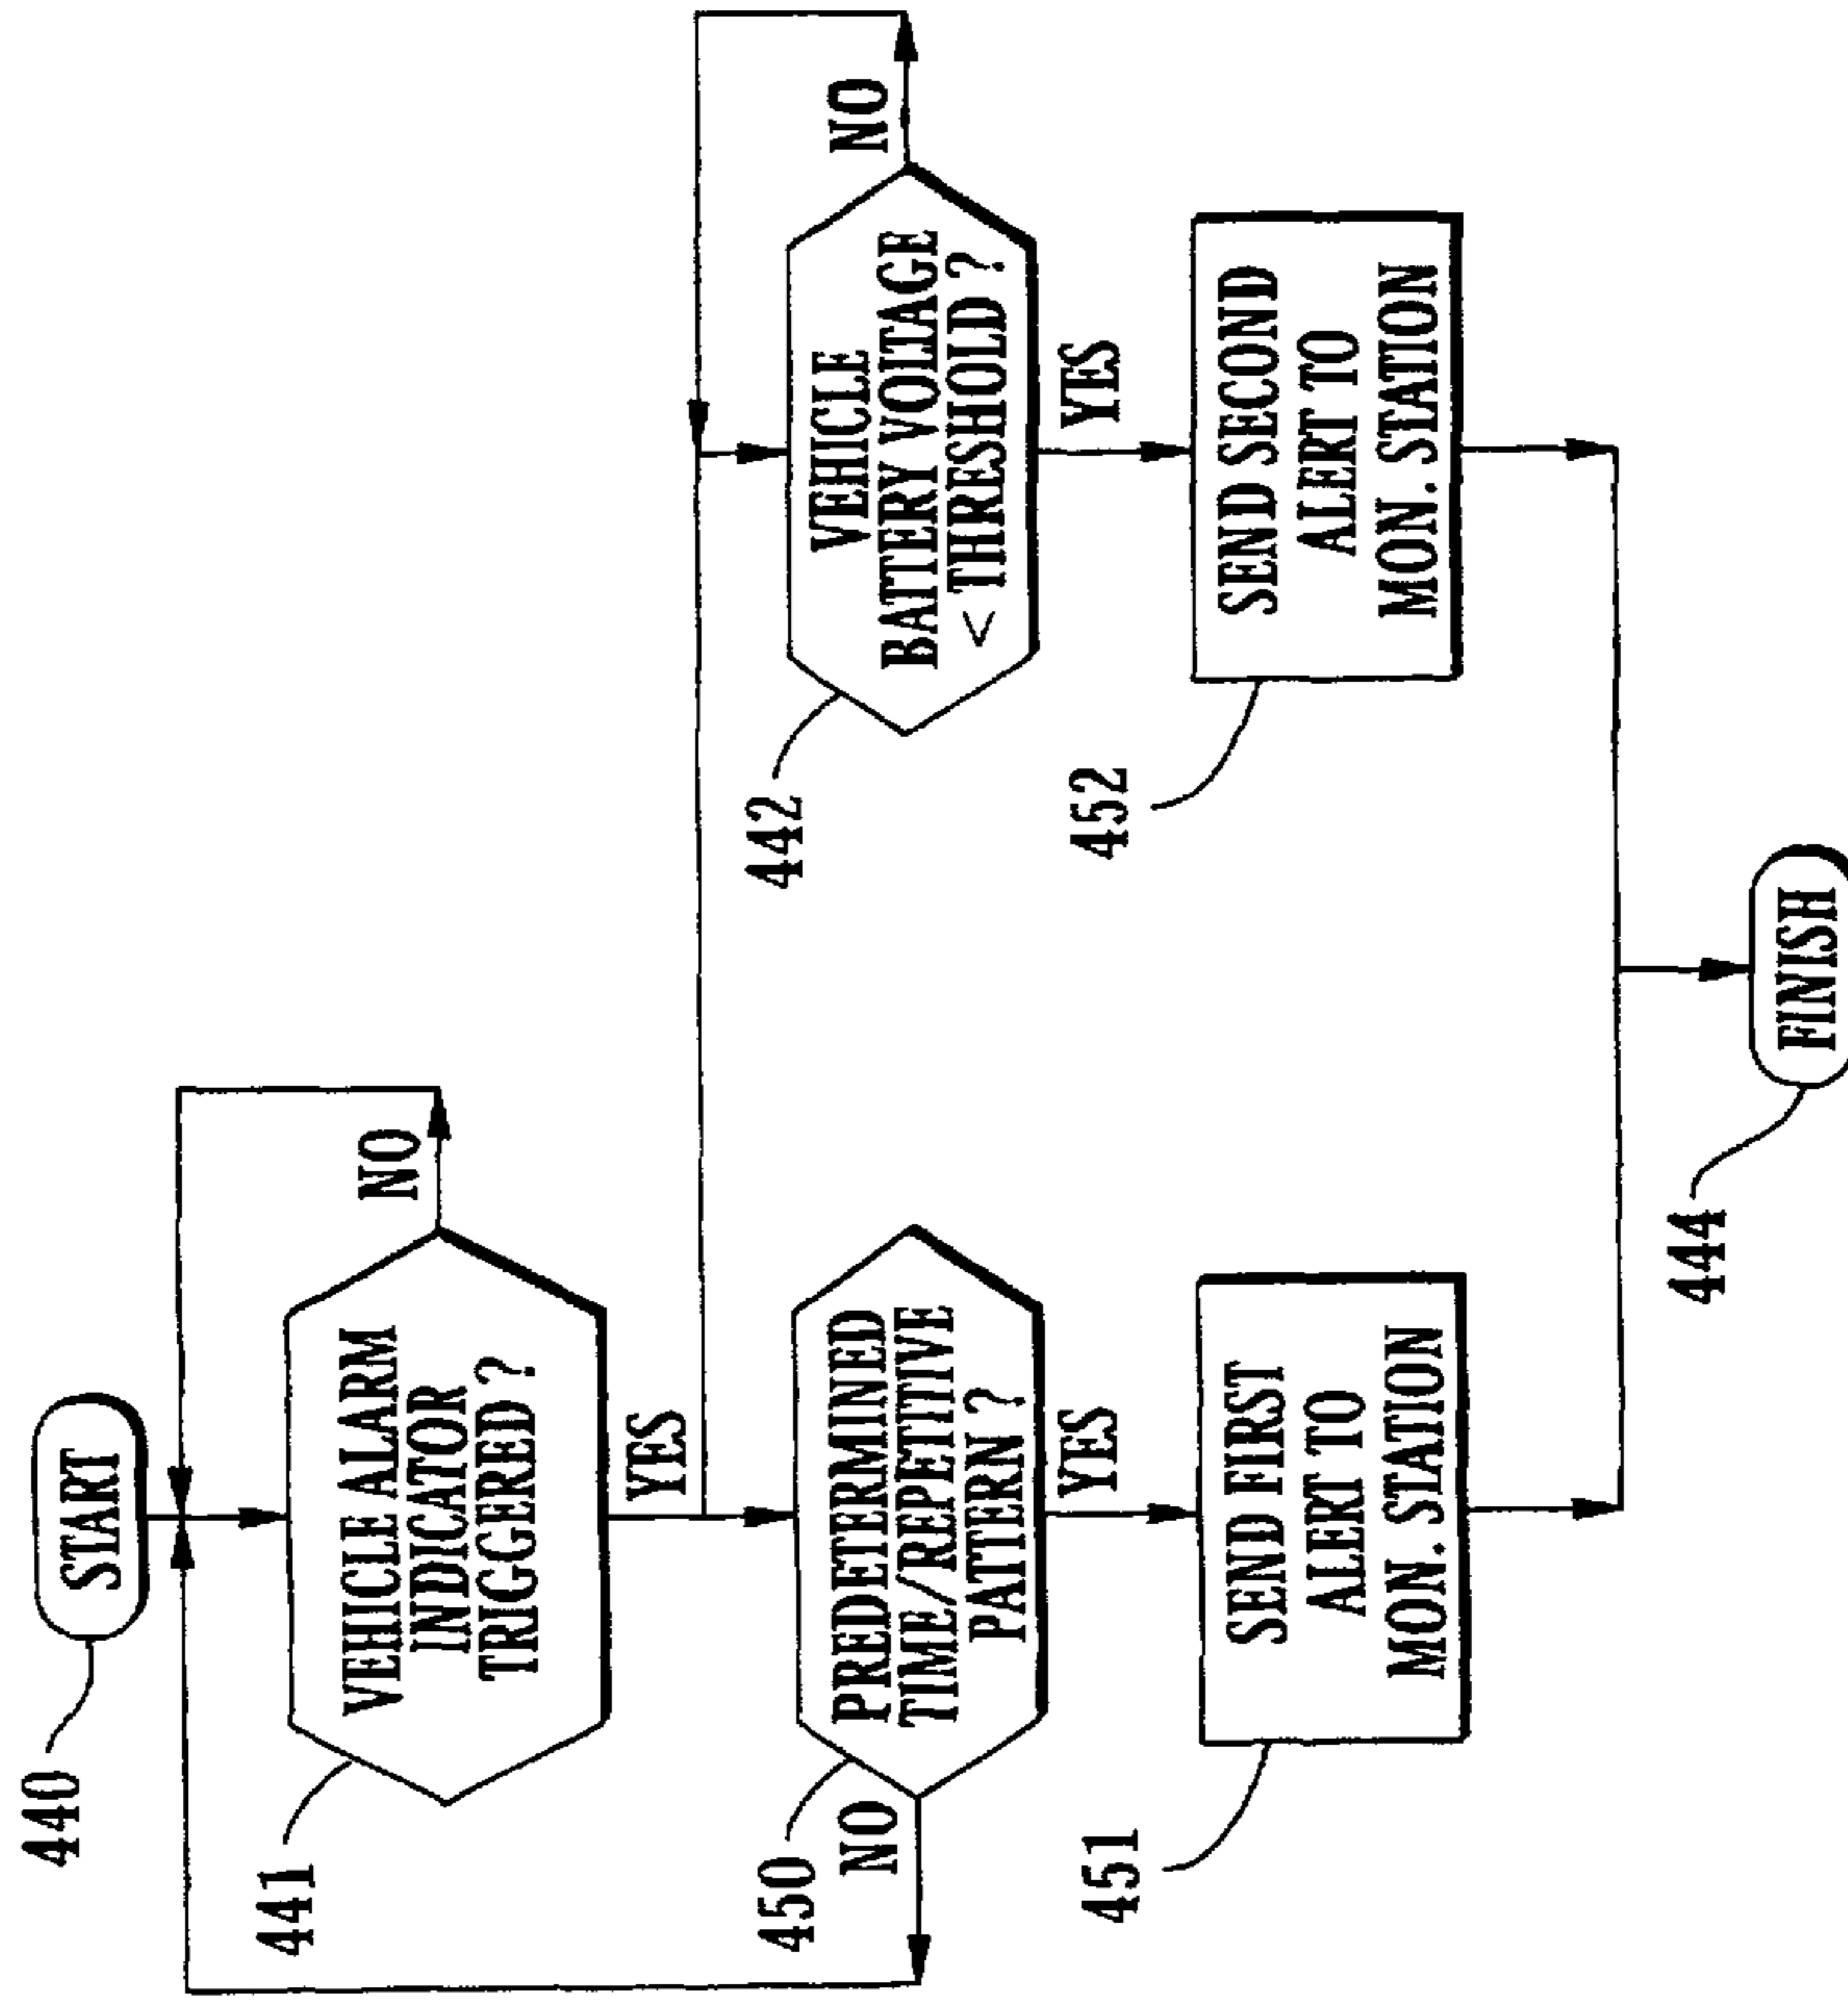 440
START
441
VEHICLE ALARM
INDICATOR
TRIGGERED ?
NO
YES
450
PREDETERMINED
TIME/REPETITIVE
PATTERN ?
NO
YES
451
SEND FIRST
ALERT TO
MON. STATION
442
VEHICLE
BATTERY VOLTAGE
< THRESHOLD ?
NO
YES
452
SEND SECOND
ALERT TO
MON. STATION
444
FINISH